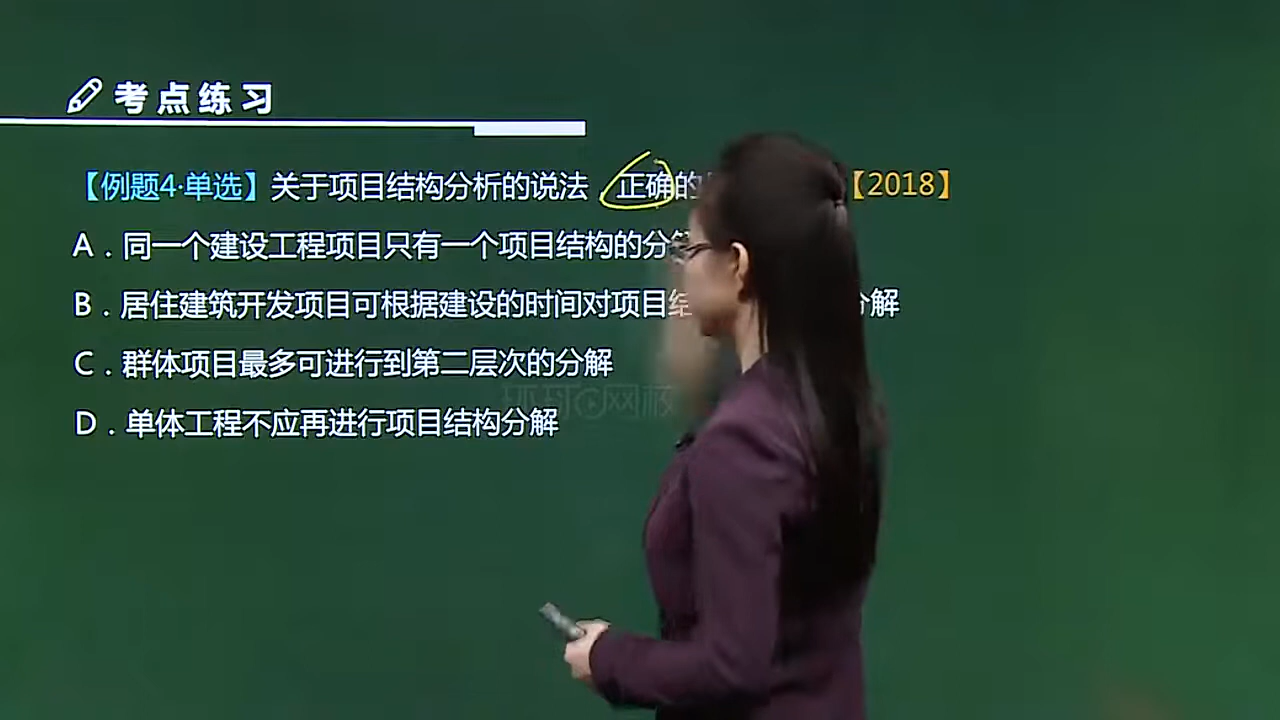 考点练习
【例题4·单选】关于项目结构分析的说法，正确的 【2018】
A．同一个建设工程项目只有一个项目结构的分
B．居住建筑开发项目可根据建设的时间对项目结 分解
C．群体项目最多可进行到第二层次的分解
环球网校
D．单体工程不应再进行项目结构分解